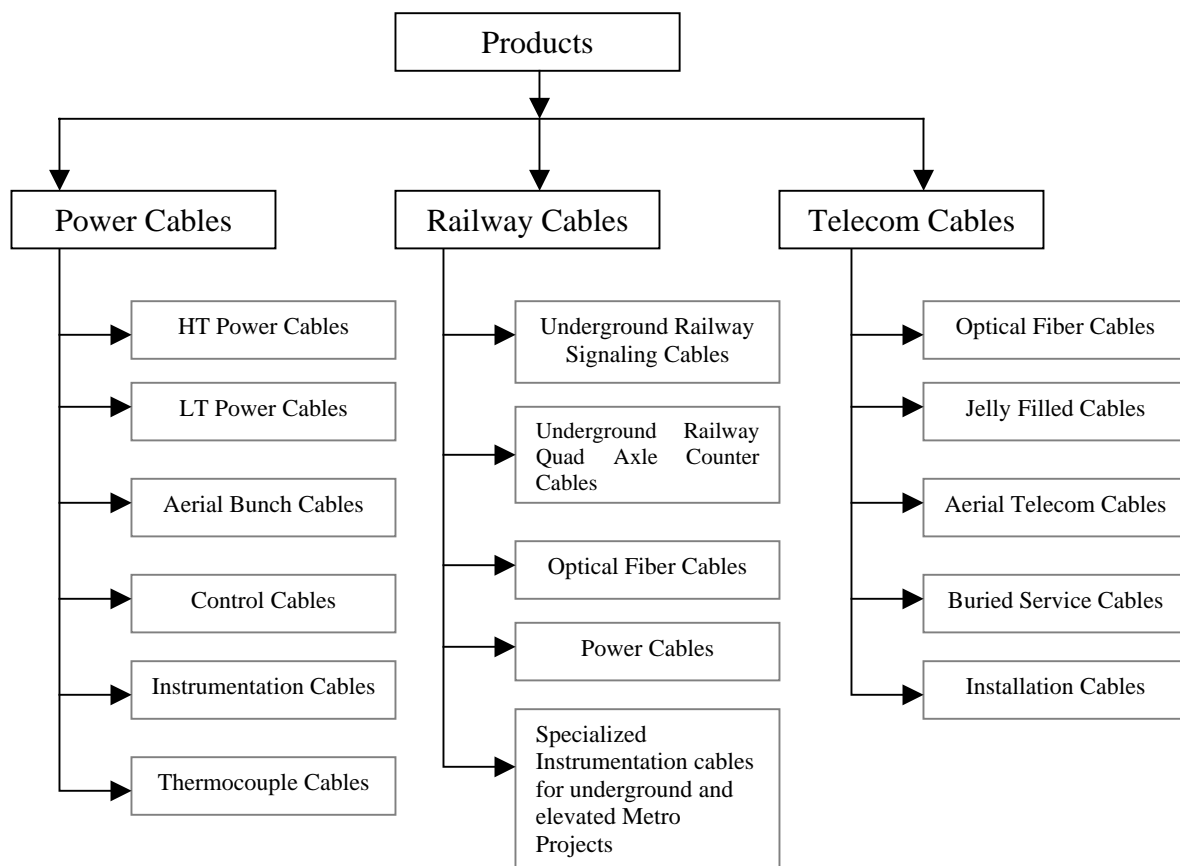 Products
Power Cables
Railway Cables
Telecom Cables
HT Power Cables
LT Power Cables
Aerial Bunch Cables
Control Cables
Instrumentation Cables
Thermocouple Cables
Underground Railway
Signaling Cables
Underground Railway
Quad Axle Counter
Cables
Optical Fiber Cables
Power Cables
Specialized
Instrumentation cables
for underground and
elevated Metro
Projects
Optical Fiber Cables
Jelly Filled Cables
Aerial Telecom Cables
Buried Service Cables
Installation Cables